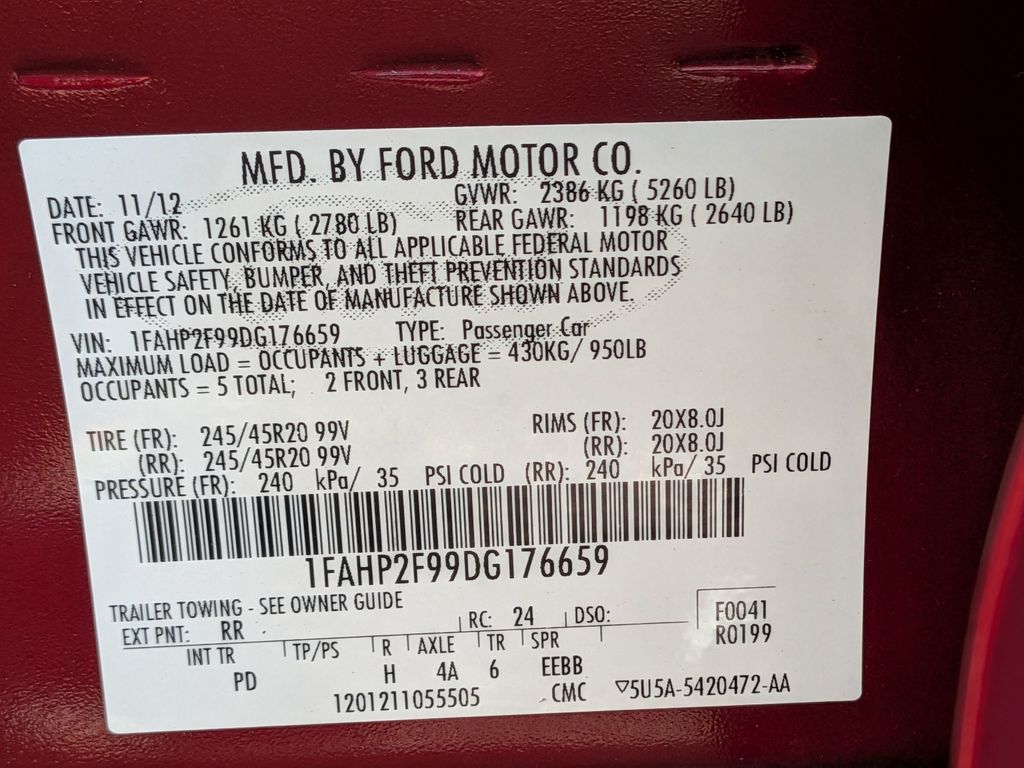 MFD. BY FORD MOTOR CO.
DATE: 11/12 GVWR: 2386 KG ( 5260 LB)
FRONT GAWR: 1261 KG ( 2780 LB) REAR GAWR: 1198 KG ( 2640 LB)
THIS VEHICLE CONFORMS TO ALL APPLICABLE FEDERAL MOTOR
VEHICLE SAFETY, BUMPER, AND THEFT PREVENTION STANDARDS
IN EFFECT ON THE DATE OF MANUFACTURE SHOWN ABOVE.
VIN: 1FAHP2F99DG176659 TYPE: Passenger Car
MAXIMUM LOAD = OCCUPANTS + LUGGAGE = 430KG/ 950LB
OCCUPANTS = 5 TOTAL; 2 FRONT, 3 REAR
TIRE (FR): 245/45R20 99V RIMS (FR): 20X8.0J
(RR): 245/45R20 99V (RR): 20X8.0J
PRESSURE (FR): 240 kPa/ 35 PSI COLD (RR): 240 kPa/ 35 PSI COLD
1FAHP2F99DG176659
TRAILER TOWING - SEE OWNER GUIDE
EXT PNT: RR RC: 24 DSO: F0041
R0199
INT TR TP/PS R AXLE TR SPR
PD H 4A 6 EEBB
1201211055505 CMC ▽5U5A-5420472-AA